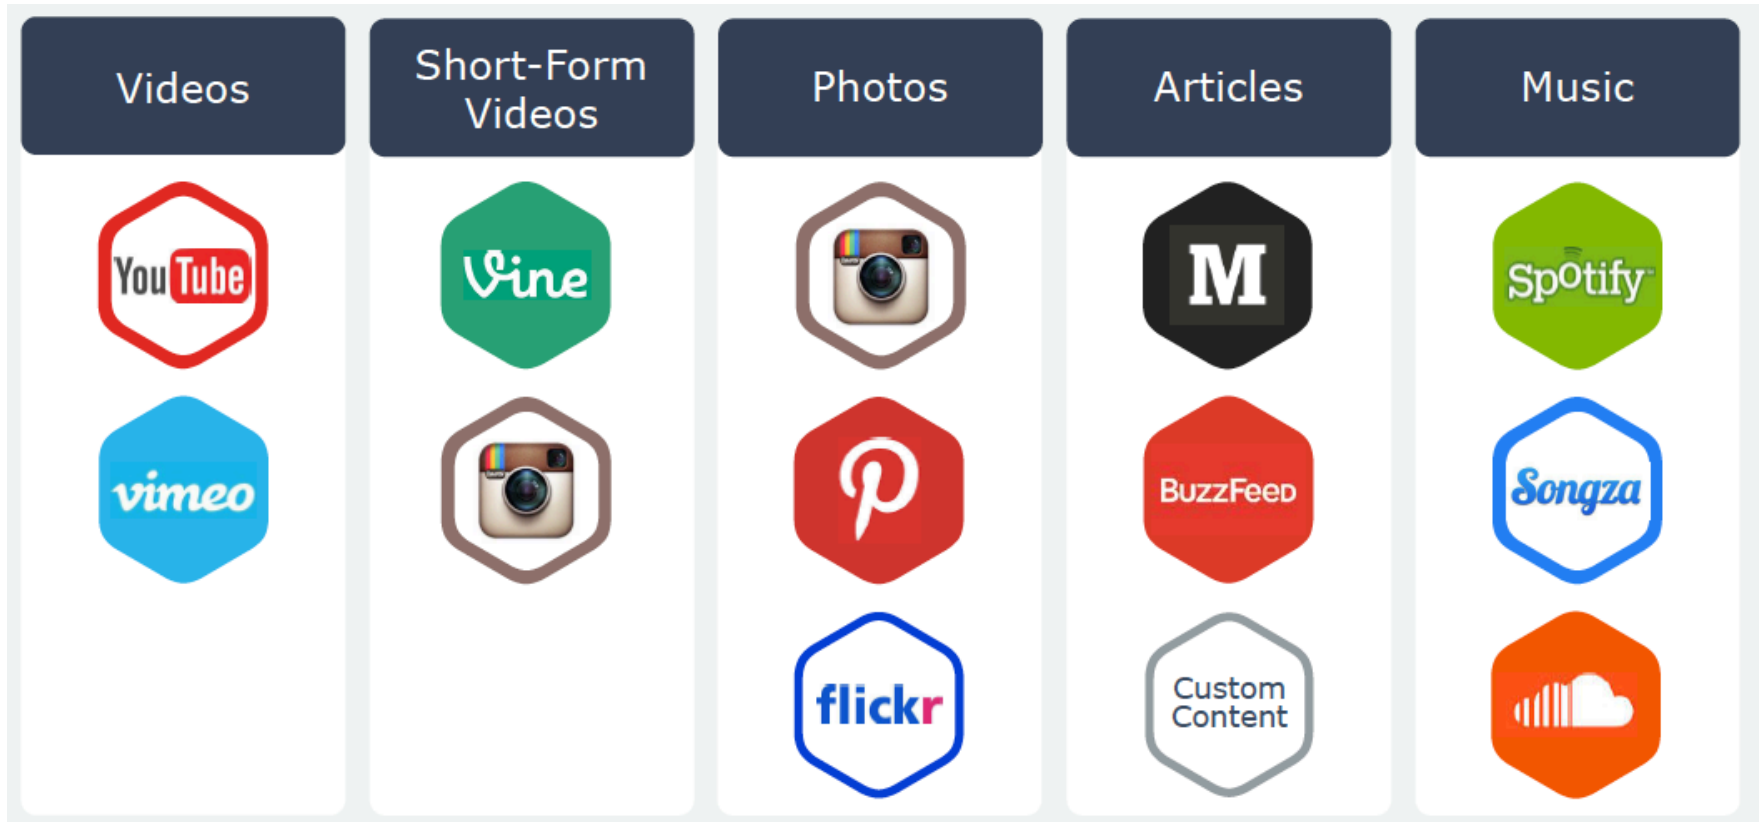 Videos
Short-Form
Videos
Photos
Articles
Music
YouTube
Vine
M
Spotify
vimeo
BuzzFeeD
Songza
flickr
Custom
Content